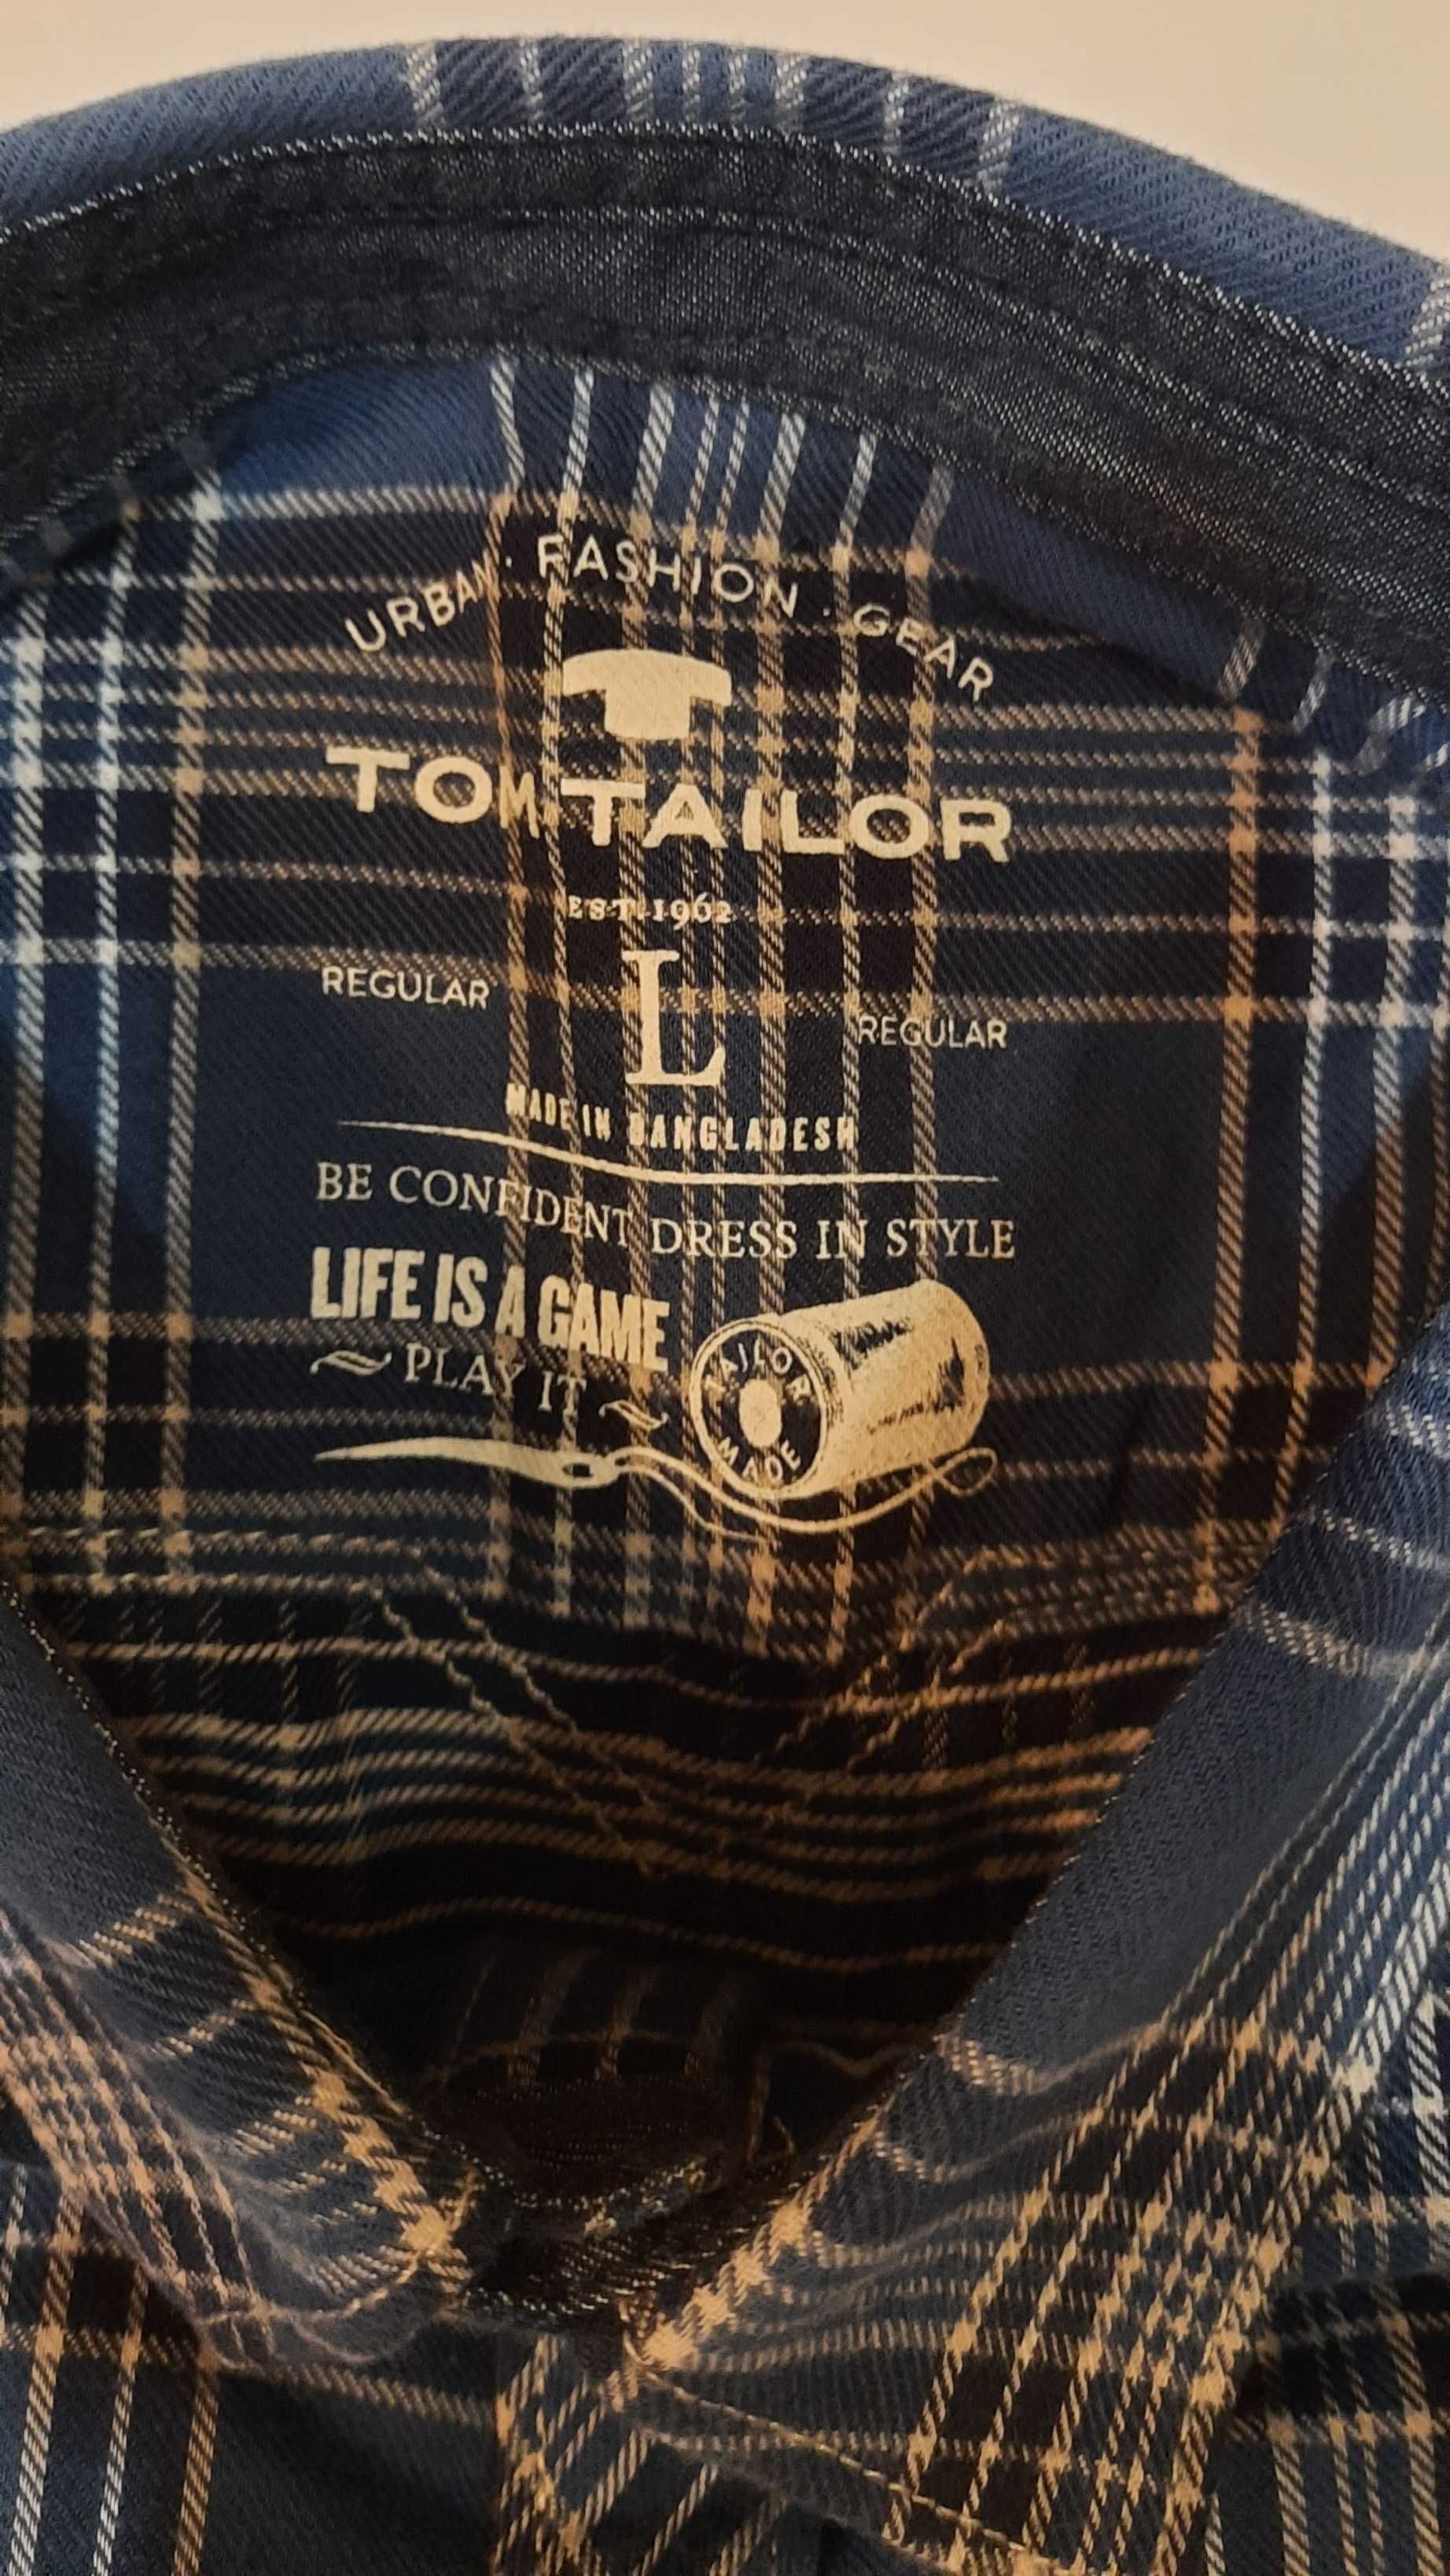 URBAN · FASHION · GEAR
TOM TAILOR
EST. 1962
REGULAR L REGULAR
MADE IN BANGLADESH
BE CONFIDENT DRESS IN STYLE
LIFE IS A GAME
~ PLAY IT ~
TAILOR
MADE